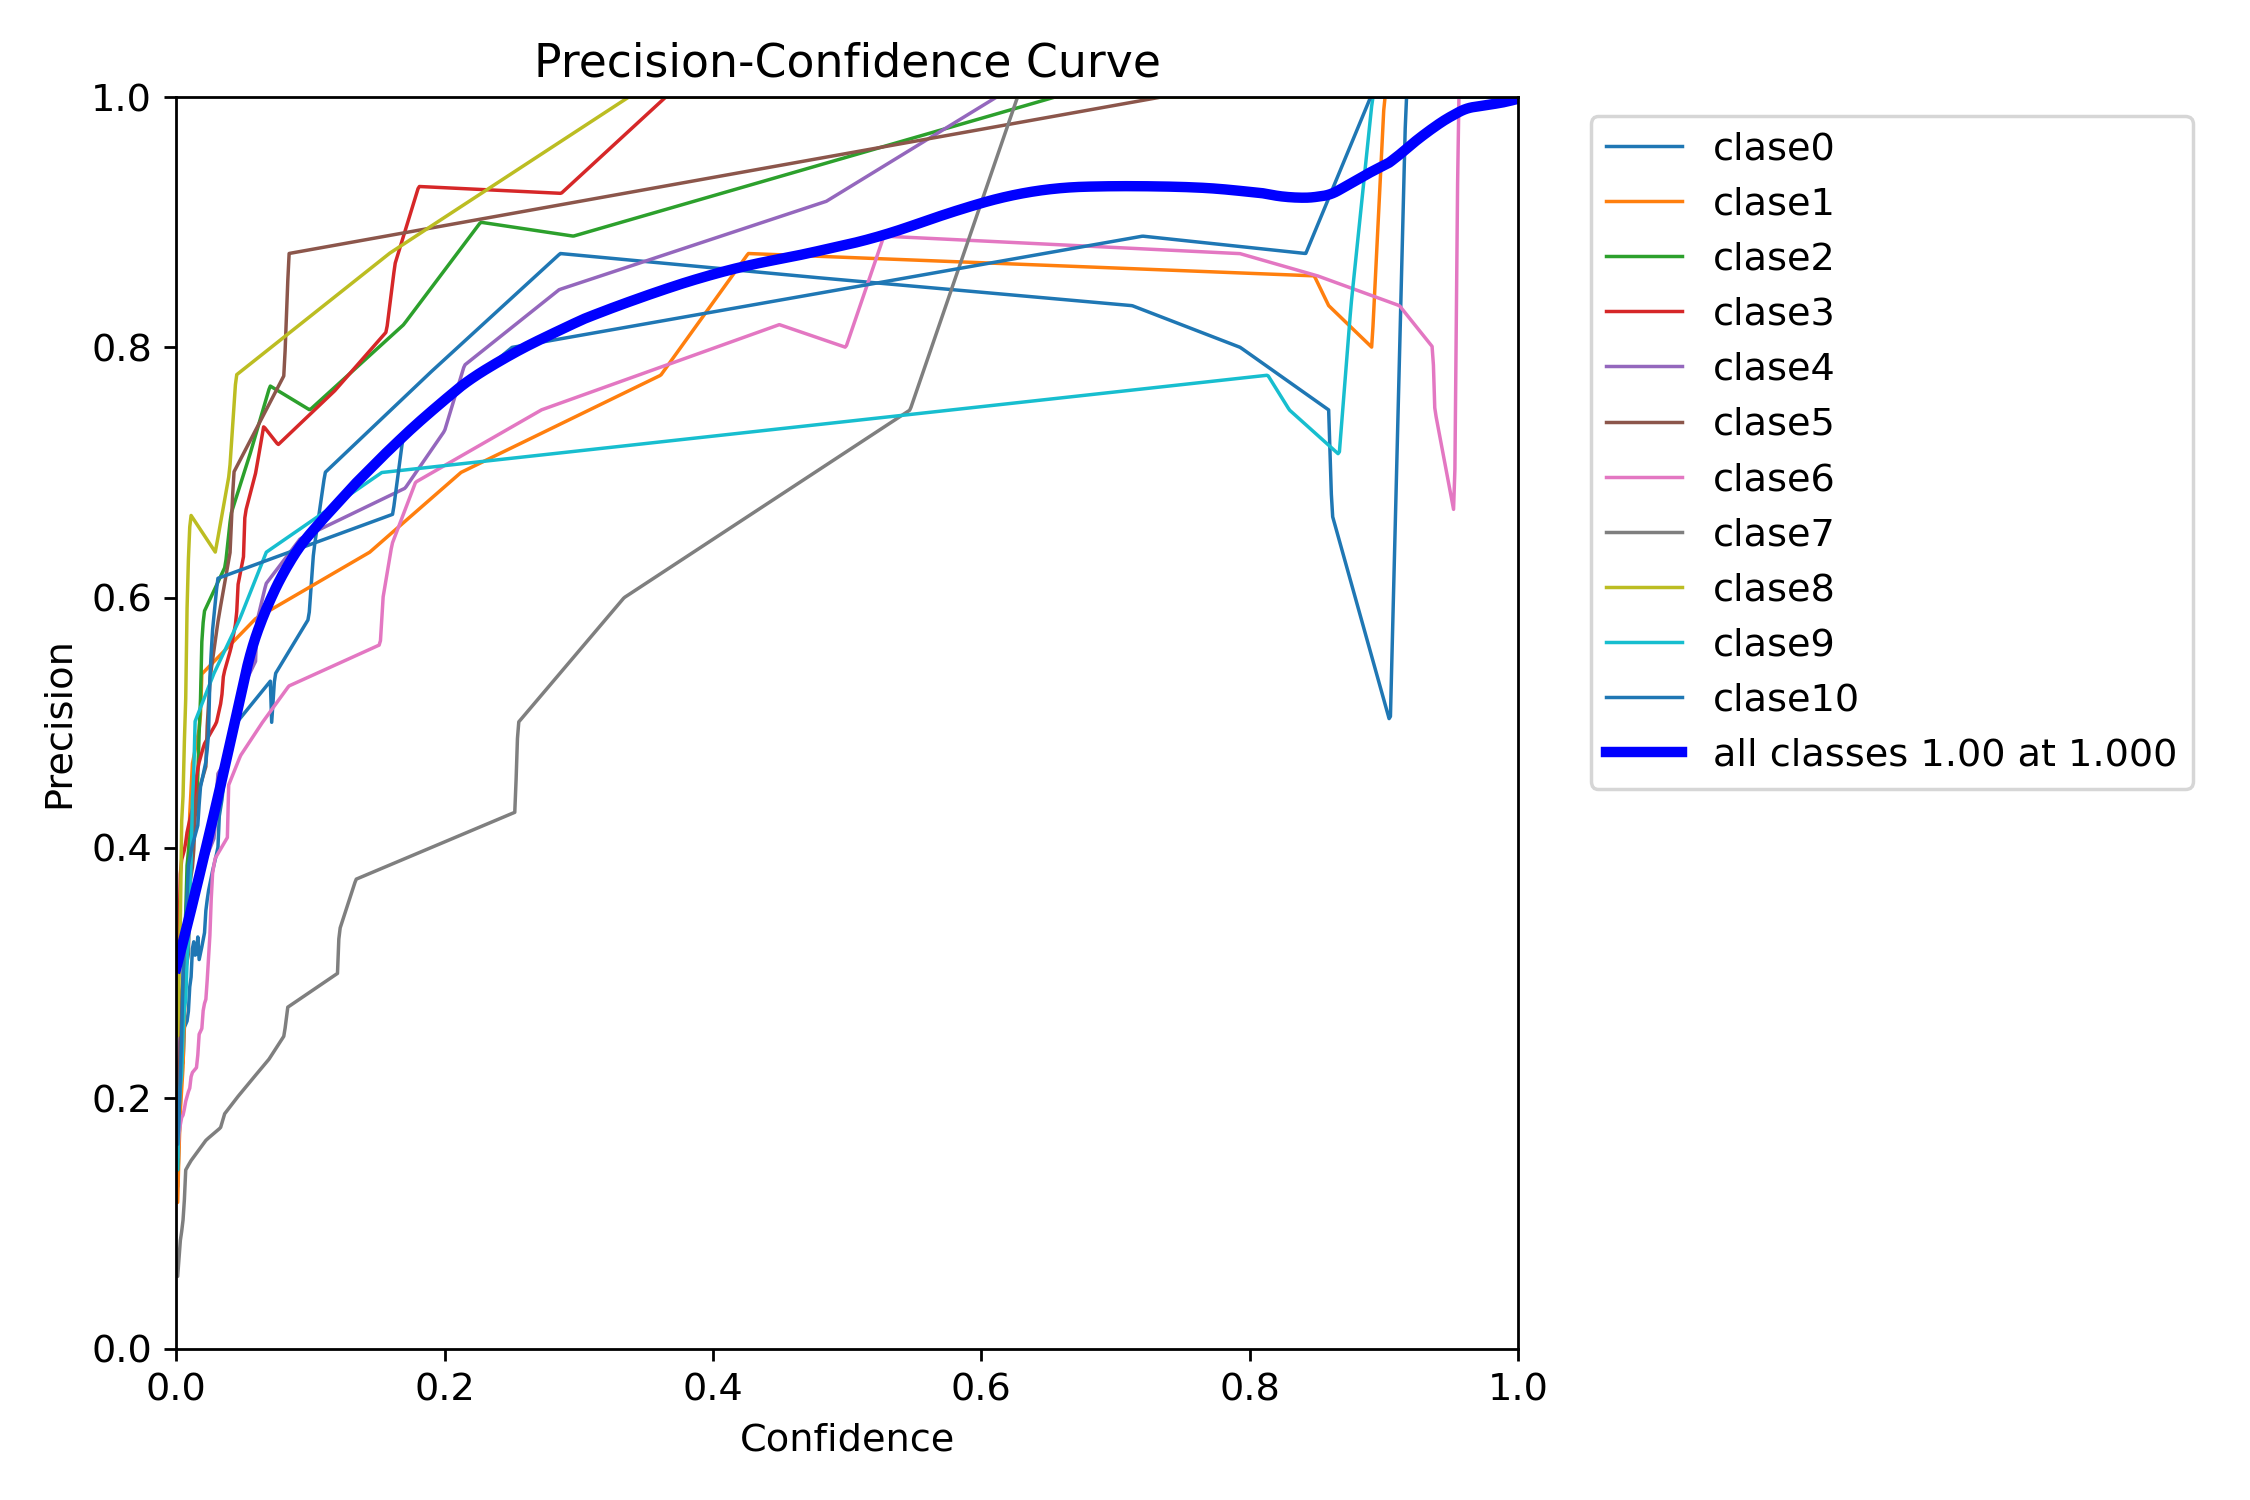 Precision-Confidence Curve
1.0
0.8
0.6
0.4
0.2
0.0
Precision
0.0 0.2 0.4 0.6 0.8 1.0
Confidence
clase0
clase1
clase2
clase3
clase4
clase5
clase6
clase7
clase8
clase9
clase10
all classes 1.00 at 1.000